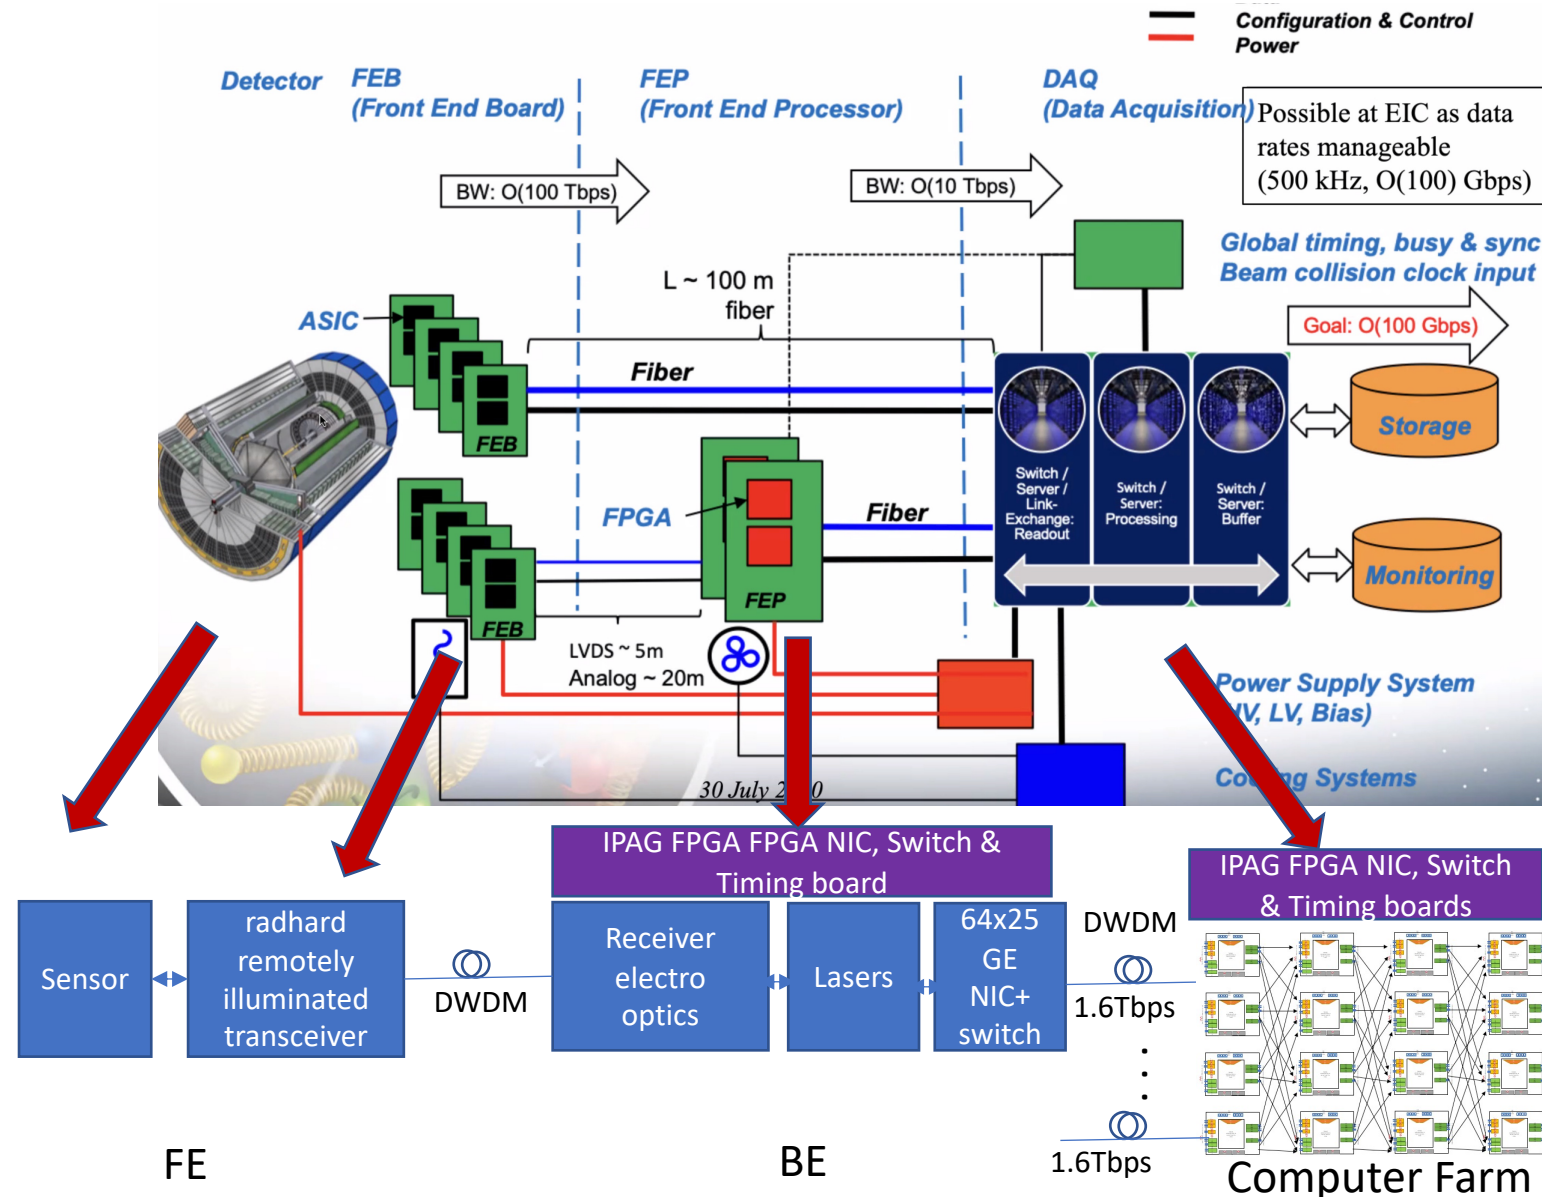 Configuration & Control
Power
Detector
FEB
(Front End Board)
FEP
(Front End Processor)
DAQ
(Data Acquisition)
Possible at EIC as data
rates manageable
(500 kHz, O(100) Gbps)
BW: O(100 Tbps)
BW: O(10 Tbps)
Global timing, busy & sync
Beam collision clock input
L ~ 100 m
fiber
Goal: O(100 Gbps)
ASIC
Fiber
FEB
Storage
Switch /
Server /
Link-
Exchange:
Readout
Switch /
Server:
Processing
Switch /
Server:
Buffer
FPGA
Fiber
FEP
Monitoring
FEB
LVDS ~ 5m
Analog ~ 20m
Power Supply System
HV, LV, Bias)
Systems
30 July 2 0
IPAG FPGA FPGA NIC, Switch &
Timing board
IPAG FPGA NIC, Switch
& Timing boards
Sensor
radhard
remotely
illuminated
transceiver
DWDM
Receiver
electro
optics
Lasers
64x25
GE
NIC+
switch
DWDM
1.6Tbps
1.6Tbps
FE
BE
Computer Farm